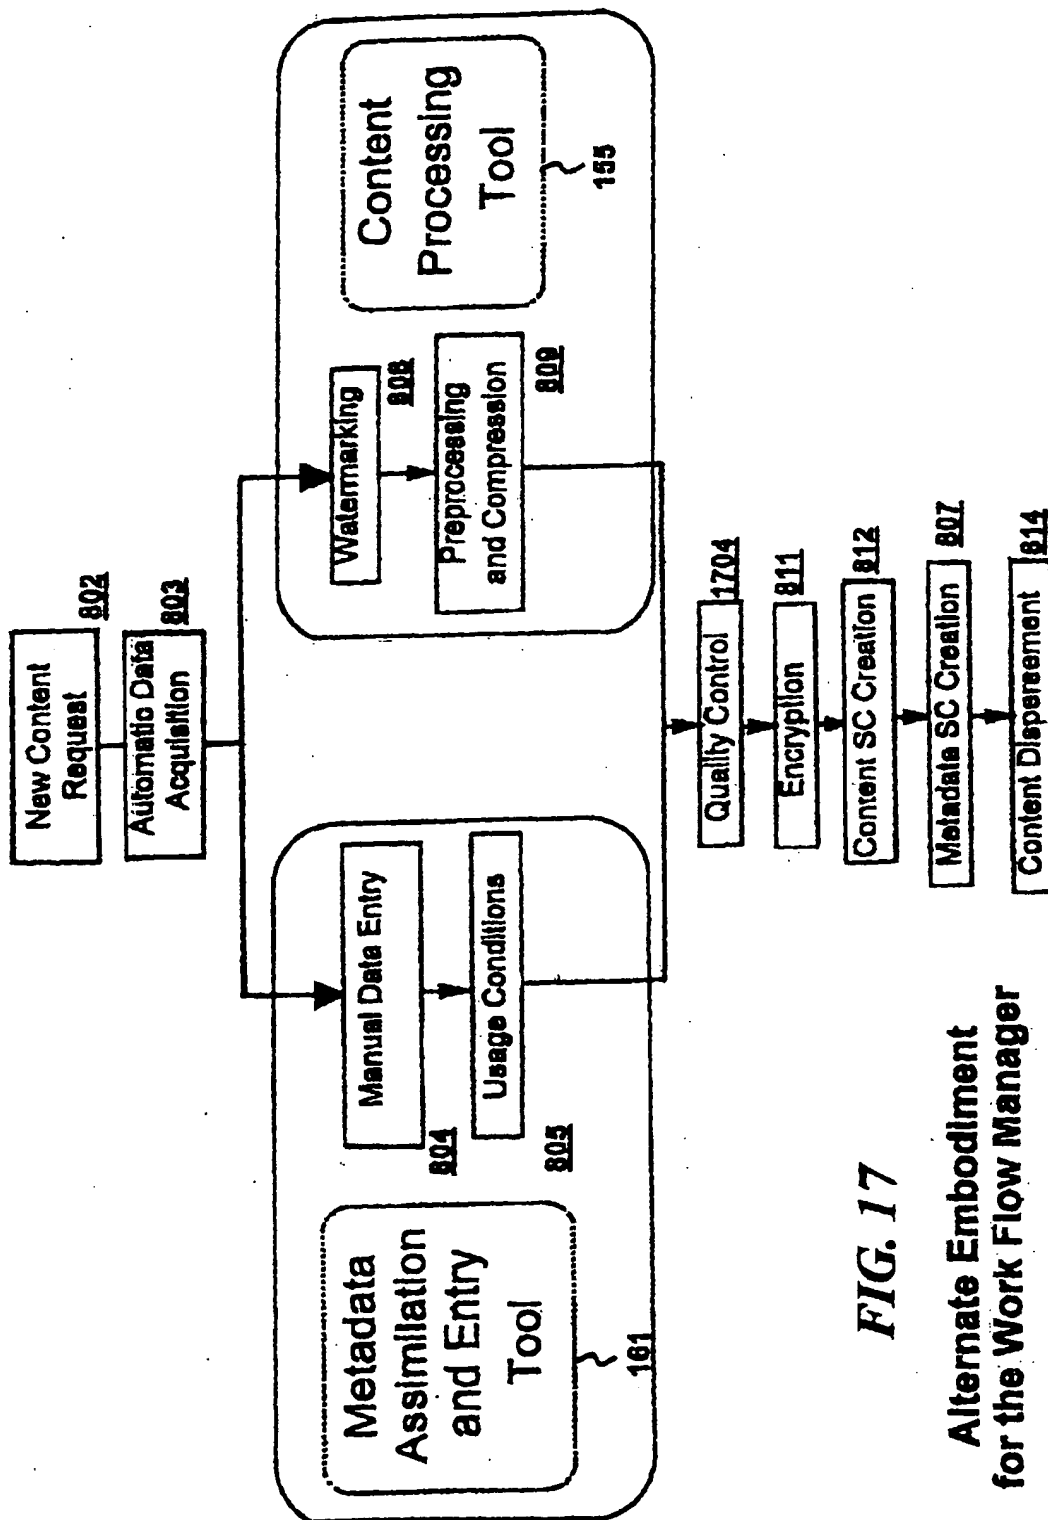 New Content
Request
802
Automatic Data
Acquisition
803
Metadata
Assimilation
and Entry
Tool
161
Manual Data Entry
804
Usage Conditions
805
Watermarking
808
Preprocessing
and Compression
809
Content
Processing
Tool
155
Quality Control
1704
Encryption
811
Content SC Creation
812
Metadate SC Creation
807
Content Dispersement
814
FIG. 17
Alternate Embodiment
for the Work Flow Manager